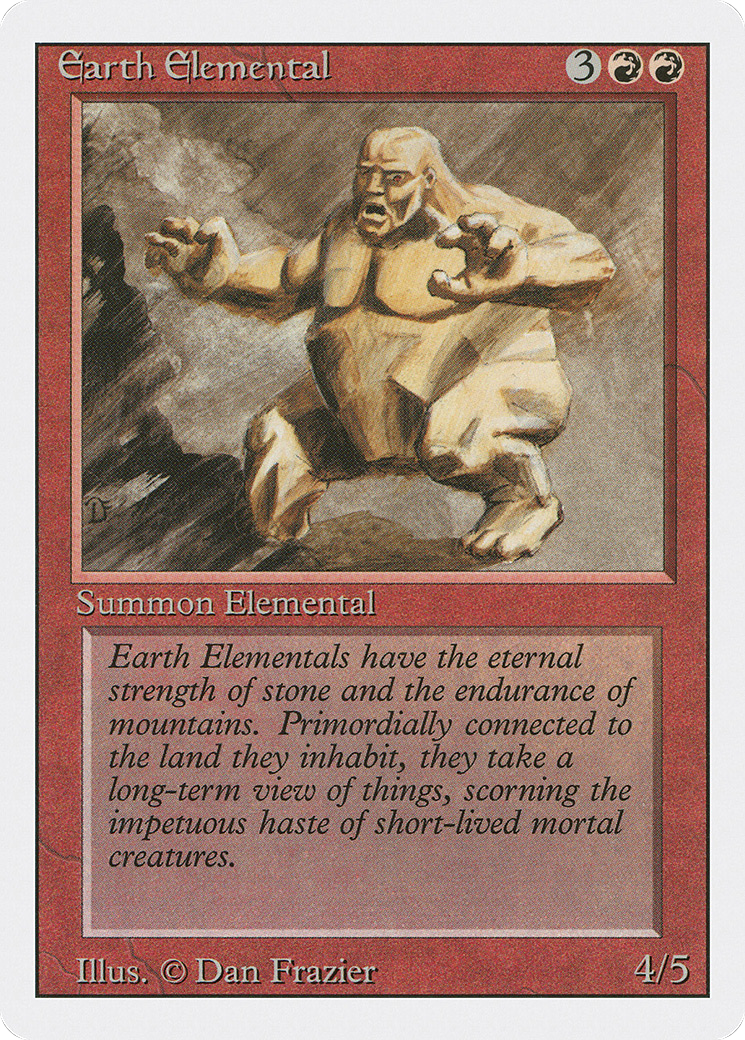 Earth Elemental 3
Summon Elemental
Earth Elementals have the eternal
strength of stone and the endurance of
mountains. Primordially connected to
the land they inhabit, they take a
long-term view of things, scorning the
impetuous haste of short-lived mortal
creatures.
Illus. © Dan Frazier 4/5